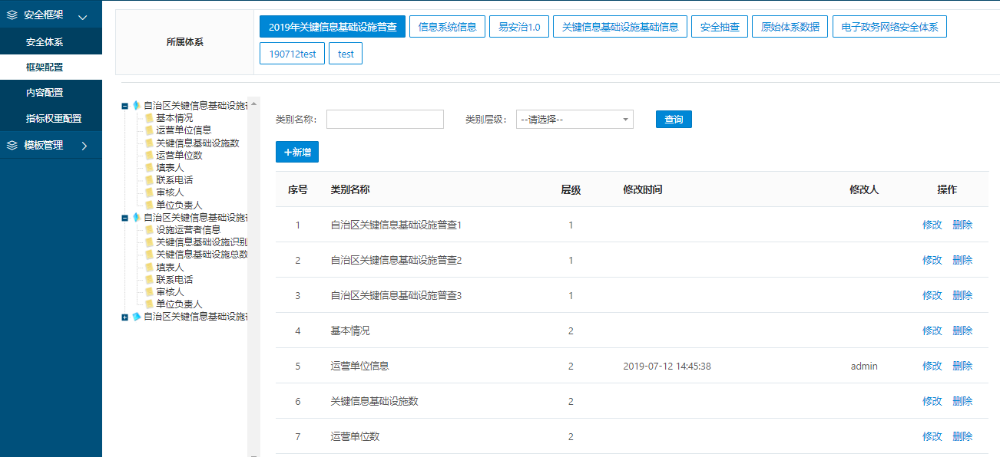 安全框架
安全体系
框架配置
内容配置
指标权重配置
模板管理
所属体系
2019年关键信息基础设施普查 信息系统信息 易安治1.0 关键信息基础设施基础信息 安全抽查 原始体系数据 电子政务网络安全体系
190712test test
自治区关键信息基础设施
基本情况
运营单位信息
关键信息基础设施数
运营单位数
填表人
联系电话
审核人
单位负责人
自治区关键信息基础设施
设施运营者信息
关键信息基础设施识别
关键信息基础设施总数
填表人
联系电话
审核人
单位负责人
自治区关键信息基础设施
类别名称： 类别层级： --请选择-- 查询
+新增
序号 类别名称 层级 修改时间 修改人 操作
1 自治区关键信息基础设施普查1 1 修改 删除
2 自治区关键信息基础设施普查2 1 修改 删除
3 自治区关键信息基础设施普查3 1 修改 删除
4 基本情况 2 修改 删除
5 运营单位信息 2 2019-07-12 14:45:38 admin 修改 删除
6 关键信息基础设施数 2 修改 删除
7 运营单位数 2 修改 删除